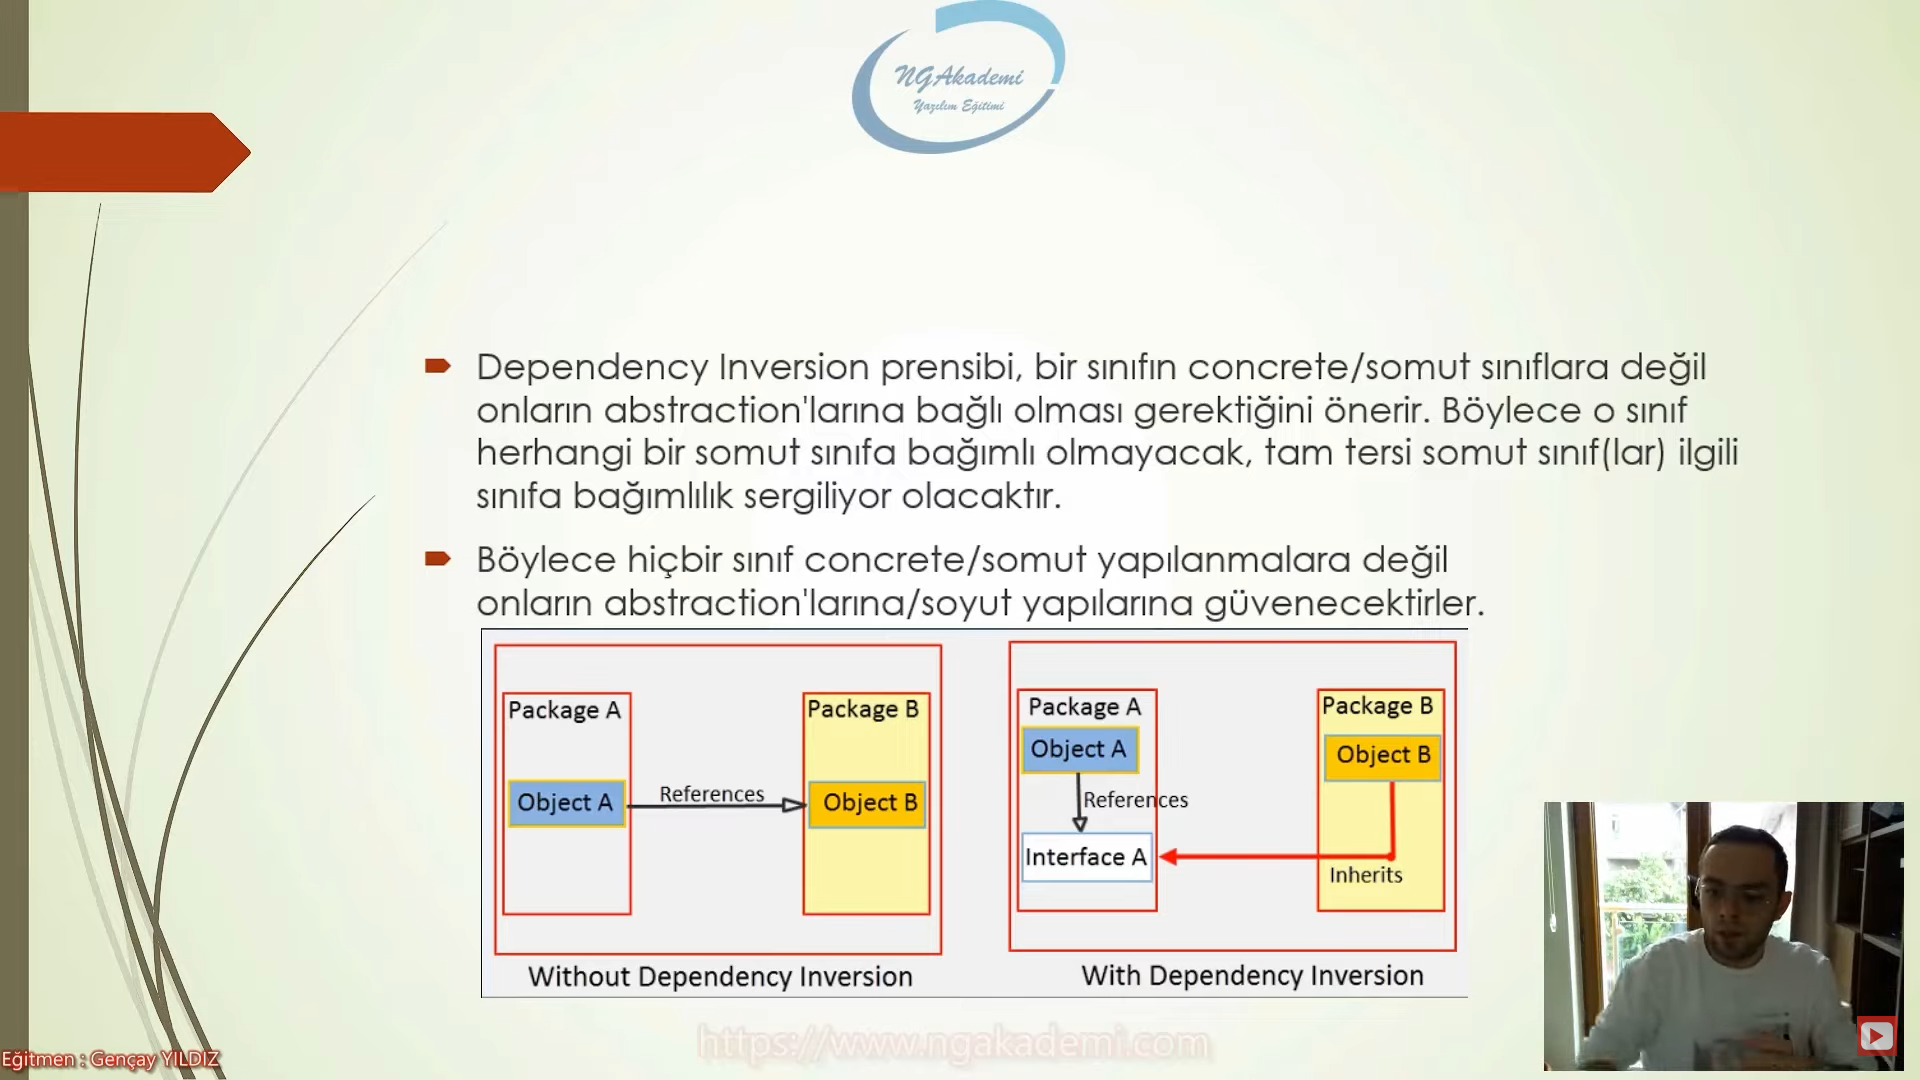 NGAkademi
Yazılım Eğitimi
Dependency Inversion prensibi, bir sınıfın concrete/somut sınıflara değil
onların abstraction'larına bağlı olması gerektiğini önerir. Böylece o sınıf
herhangi bir somut sınıfa bağımlı olmayacak, tam tersi somut sınıf(lar) ilgili
sınıfa bağımlılık sergiliyor olacaktır.
Böylece hiçbir sınıf concrete/somut yapılanmalara değil
onların abstraction'larına/soyut yapılarına güvenecektirler.
Package A
Package B
Object A
References
Object B
Without Dependency Inversion
Package A
Package B
Object A
Object B
References
Interface A
Inherits
With Dependency Inversion
https://www.ngakademi.com
Eğitmen : Gençay YILDIZ